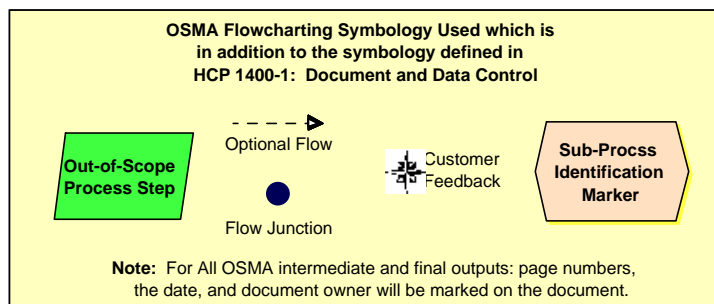 OSMA Flowcharting Symbology Used which is
in addition to the symbology defined in
HCP 1400-1: Document and Data Control
Out-of-Scope
Process Step
Optional Flow
Flow Junction
Customer
Feedback
Sub-Procss
Identification
Marker
Note: For All OSMA intermediate and final outputs: page numbers,
the date, and document owner will be marked on the document.